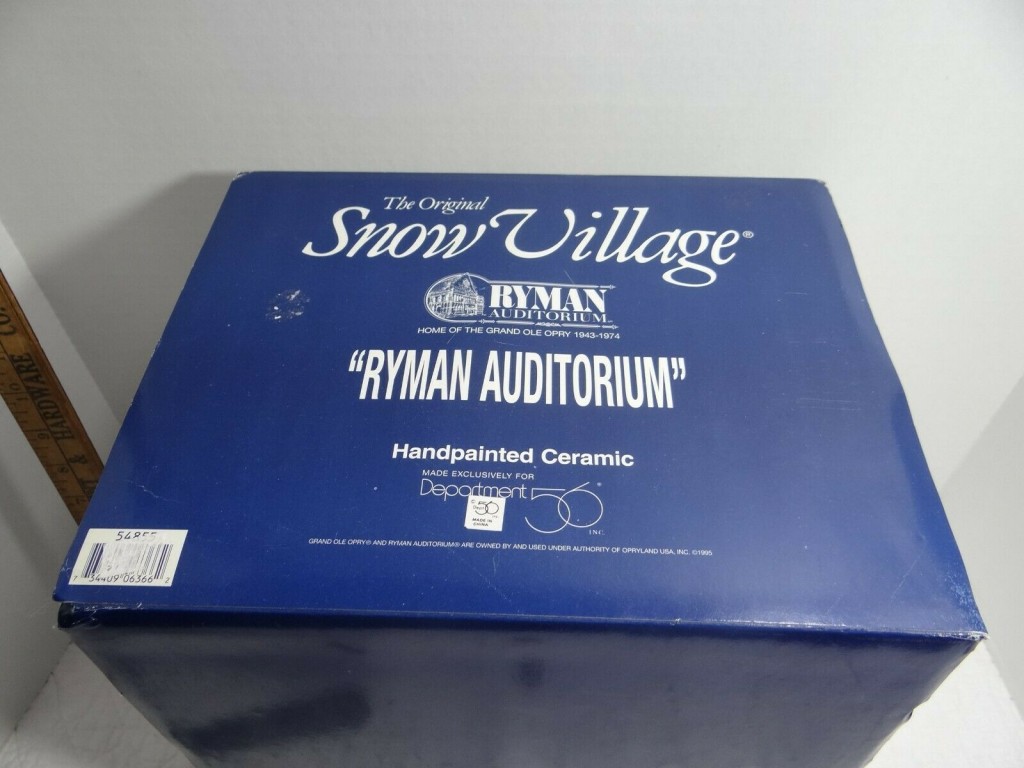 The Original
Snow Village®
RYMAN
AUDITORIUM
HOME OF THE GRAND OLE OPRY 1943-1974
"RYMAN AUDITORIUM"
Handpainted Ceramic
MADE EXCLUSIVELY FOR
Department 56®
INC.
MADE IN
CHINA
GRAND OLE OPRY® AND RYMAN AUDITORIUM® ARE OWNED BY AND USED UNDER AUTHORITY OF OPRYLAND USA, INC. ©1995
HARDWARE